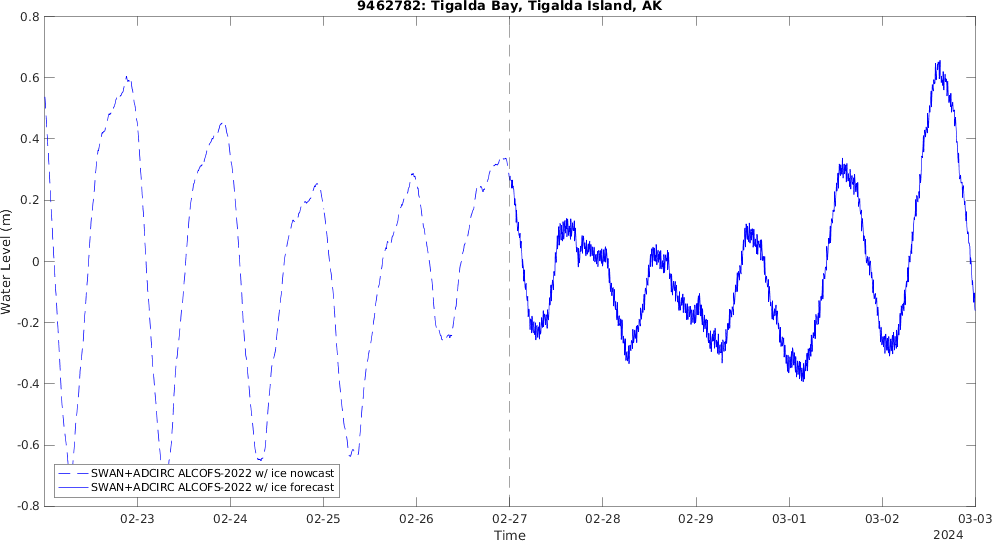 9462782: Tigalda Bay, Tigalda Island, AK
Water Level (m)
0.8
0.6
0.4
0.2
0
-0.2
-0.4
-0.6
-0.8
SWAN+ADCIRC ALCOFS-2022 w/ ice nowcast
SWAN+ADCIRC ALCOFS-2022 w/ ice forecast
02-23 02-24 02-25 02-26 02-27 02-28 02-29 03-01 03-02 03-03
Time
2024